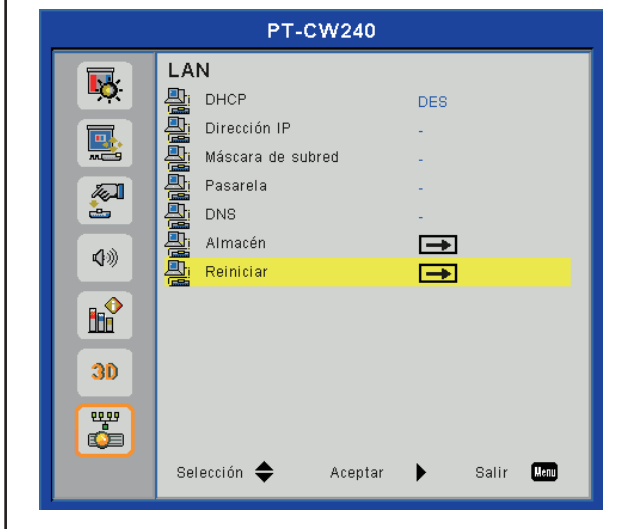 PT-CW240
LAN
DHCP DES
Dirección IP -
Máscara de subred -
Pasarela -
DNS -
Almacén
Reiniciar
3D
Selección Aceptar Salir Menu